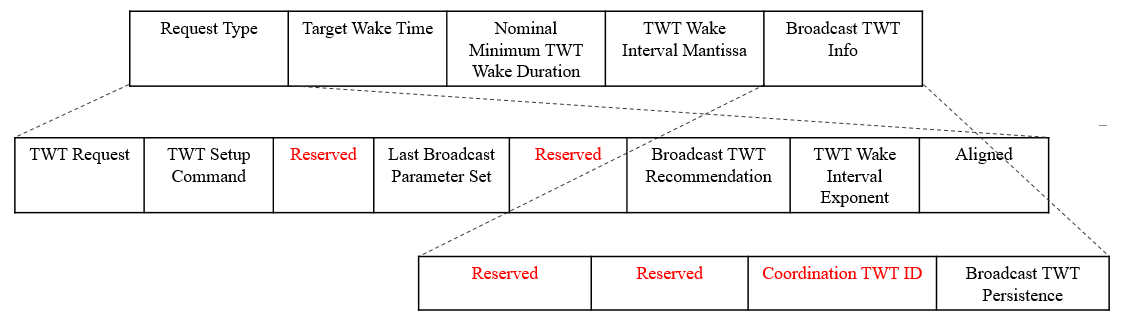 Request Type
Target Wake Time
Nominal
Minimum TWT
Wake Duration
TWT Wake
Interval Mantissa
Broadcast TWT
Info
TWT Request
TWT Setup
Command
Reserved
Last Broadcast
Parameter Set
Reserved
Broadcast TWT
Recommendation
TWT Wake
Interval
Exponent
Aligned
Reserved
Reserved
Coordination TWT ID
Broadcast TWT
Persistence